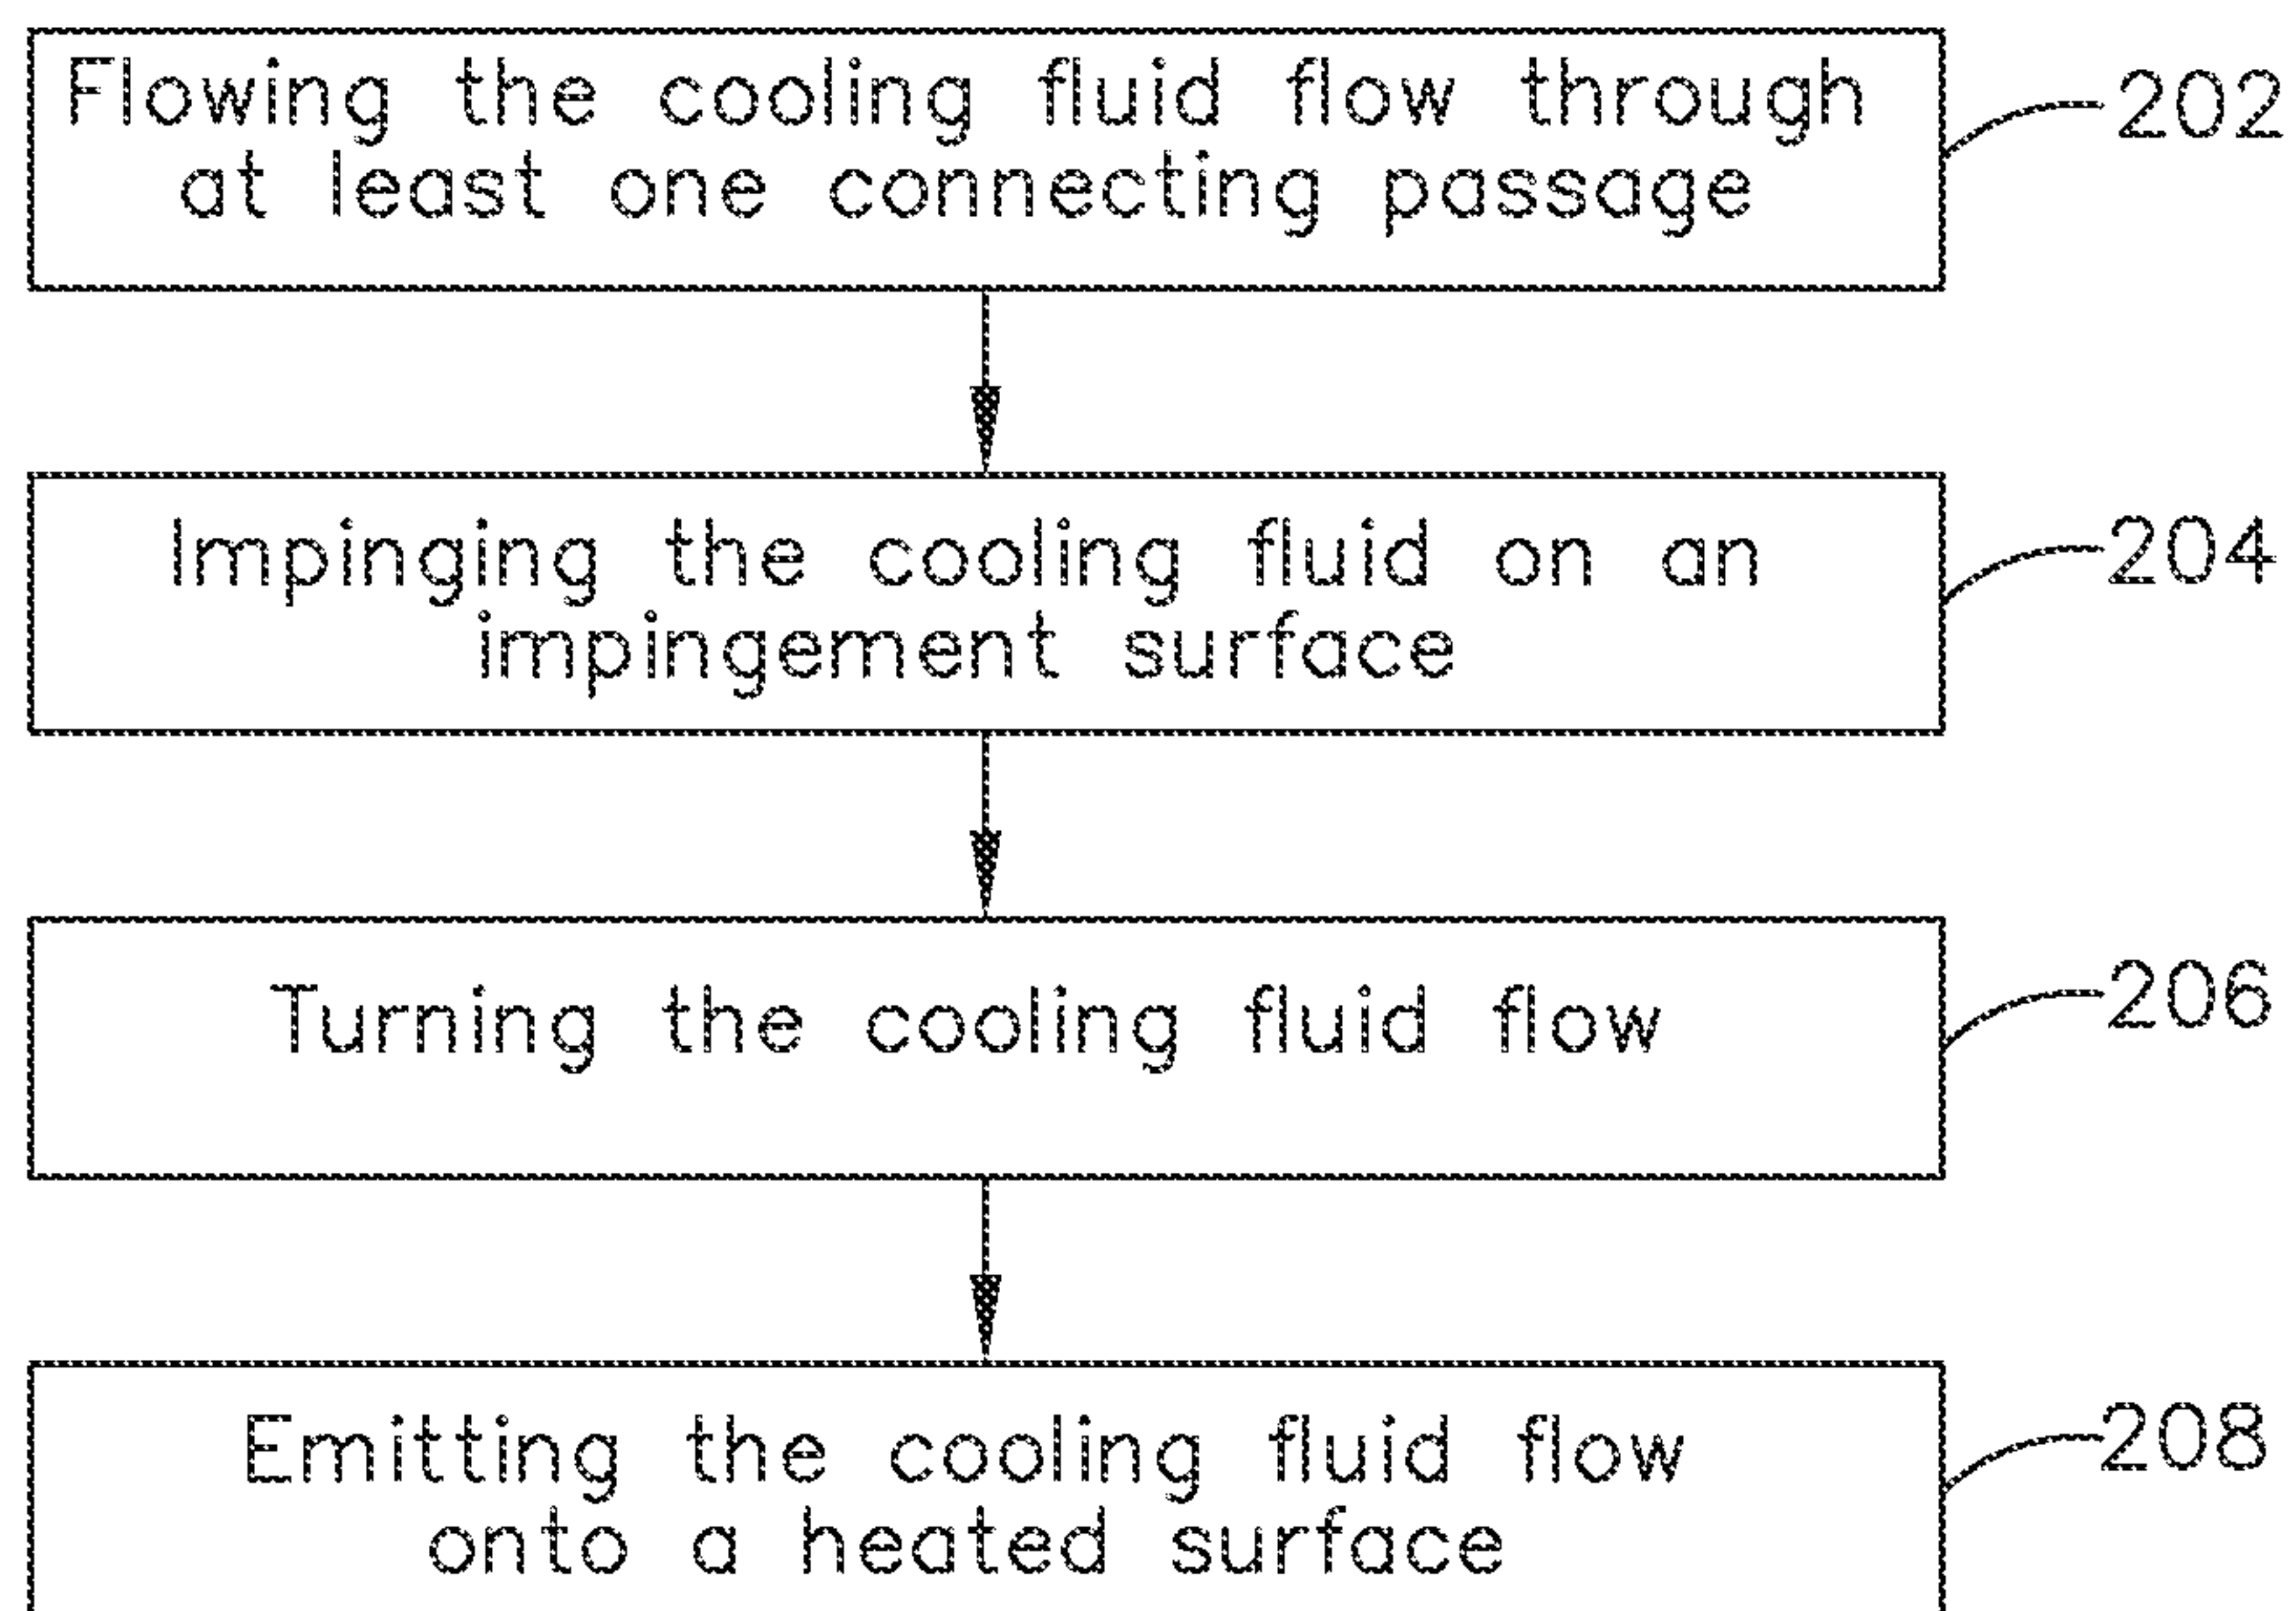 Flowing the cooling fluid flow through
at least one connecting passage
202
Impinging the cooling fluid on an
impingement surface
204
Turning the cooling fluid flow
206
Emitting the cooling fluid flow
onto a heated surface
208